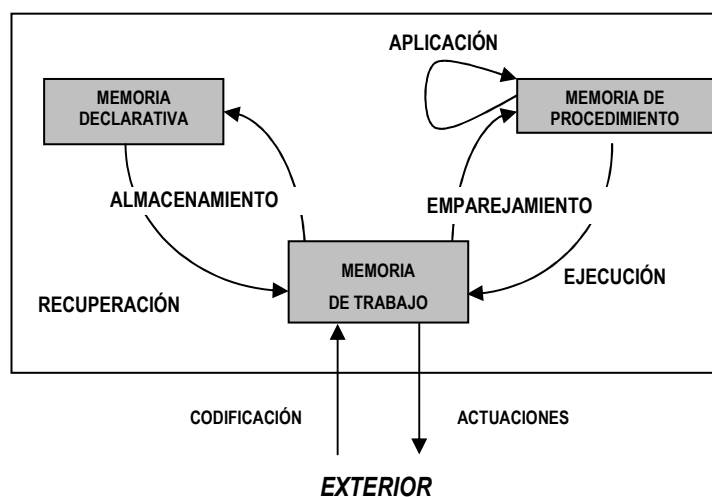 APLICACIÓN
MEMORIA
DECLARATIVA
MEMORIA DE
PROCEDIMIENTO
ALMACENAMIENTO
EMPAREJAMIENTO
MEMORIA
DE TRABAJO
RECUPERACIÓN
EJECUCIÓN
CODIFICACIÓN
ACTUACIONES
EXTERIOR